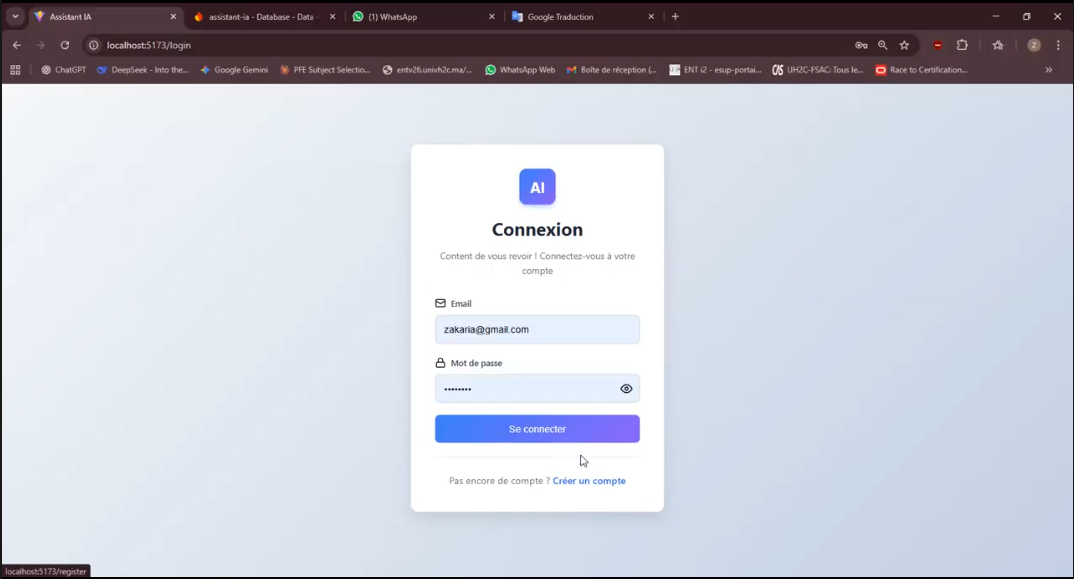 Assistant IA
assistant-ia - Database - Data
(1) WhatsApp
Google Traduction
localhost:5173/login
Z
ChatGPT
DeepSeek - Into the...
Google Gemini
PFE Subject Selectio...
entv26.univh2c.ma/...
WhatsApp Web
Boîte de réception (...
ENT i2 - esup-portai...
UH2C-FSAC: Tous le...
Race to Certification...
AI
Connexion
Content de vous revoir ! Connectez-vous à votre
compte
Email
zakaria@gmail.com
Mot de passe
••••••••
Se connecter
Pas encore de compte ? Créer un compte
localhost:5173/register